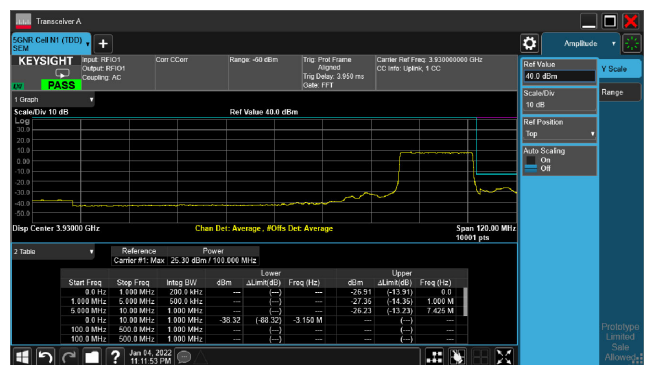 Transceiver A
5GNR Cell N1 (TDD)
SEM
Amplitude
KEYSIGHT
Input: RFIO1
Output: RFIO1
Coupling: AC
Corr CCorr
Range: -60 dBm
Trig: Prot Frame
Aligned
Trig Delay: 3.950 ms
Gate: FFT
Carrier Ref Freq: 3.930000000 GHz
CC Info: Uplink, 1 CC
PASS
Ref Value
40.0 dBm
Y Scale
Scale/Div
10 dB
Range
Ref Position
Top
Auto Scaling
On
Off
1 Graph
Scale/Div 10 dB
Ref Value 40.0 dBm
Log
30.0
20.0
10.0
0.00
-10.0
-20.0
-30.0
-40.0
-50.0
Disp Center 3.93000 GHz
Chan Det: Average, #Offs Det: Average
Span 120.00 MHz
10001 pts
2 Table
Reference Power
Carrier #1: Max 25.30 dBm / 100.000 MHz
Lower Upper
Start Freq Stop Freq Integ BW dBm ΔLimit(dB) Freq (Hz) dBm ΔLimit(dB) Freq (Hz)
0.0 Hz 1.000 MHz 200.0 kHz --- (---) --- -26.91 (-13.91) 0.0
1.000 MHz 5.000 MHz 500.0 kHz --- (---) --- -27.35 (-14.35) 1.000 M
5.000 MHz 10.00 MHz 1.000 MHz --- (---) --- -26.23 (-13.23) 7.425 M
0.0 Hz 10.00 MHz 1.000 MHz -38.32 (-68.32) -3.150 M --- (---) ---
100.0 MHz 500.0 MHz 1.000 MHz --- (---) --- --- (---) ---
100.0 MHz 500.0 MHz 1.000 MHz --- (---) --- --- (---) ---
Prototype
Limited
Sale
Allowed
Jan 04, 2022
11:11:53 PM